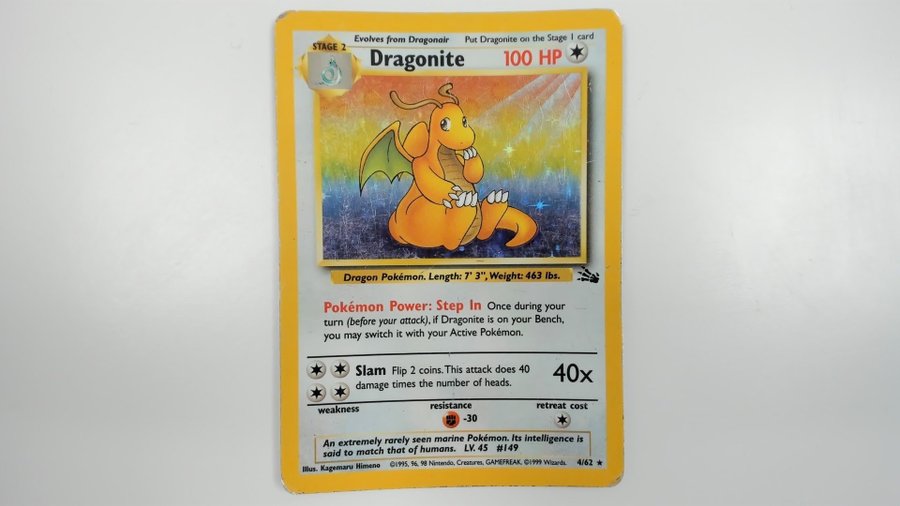 STAGE 2
Evolves from Dragonair Put Dragonite on the Stage 1 card
Dragonite 100 HP
Dragon Pokémon. Length: 7' 3", Weight: 463 lbs.
Pokémon Power: Step In Once during your
turn (before your attack), if Dragonite is on your Bench,
you may switch it with your Active Pokémon.
Slam Flip 2 coins. This attack does 40
damage times the number of heads.
40x
weakness resistance retreat cost
-30
An extremely rarely seen marine Pokémon. Its intelligence is
said to match that of humans. LV. 45 #149
Illus. Kagemaru Himeno ©1995, 96, 98 Nintendo, Creatures, GAMEFREAK. ©1999 Wizards. 4/62 ★